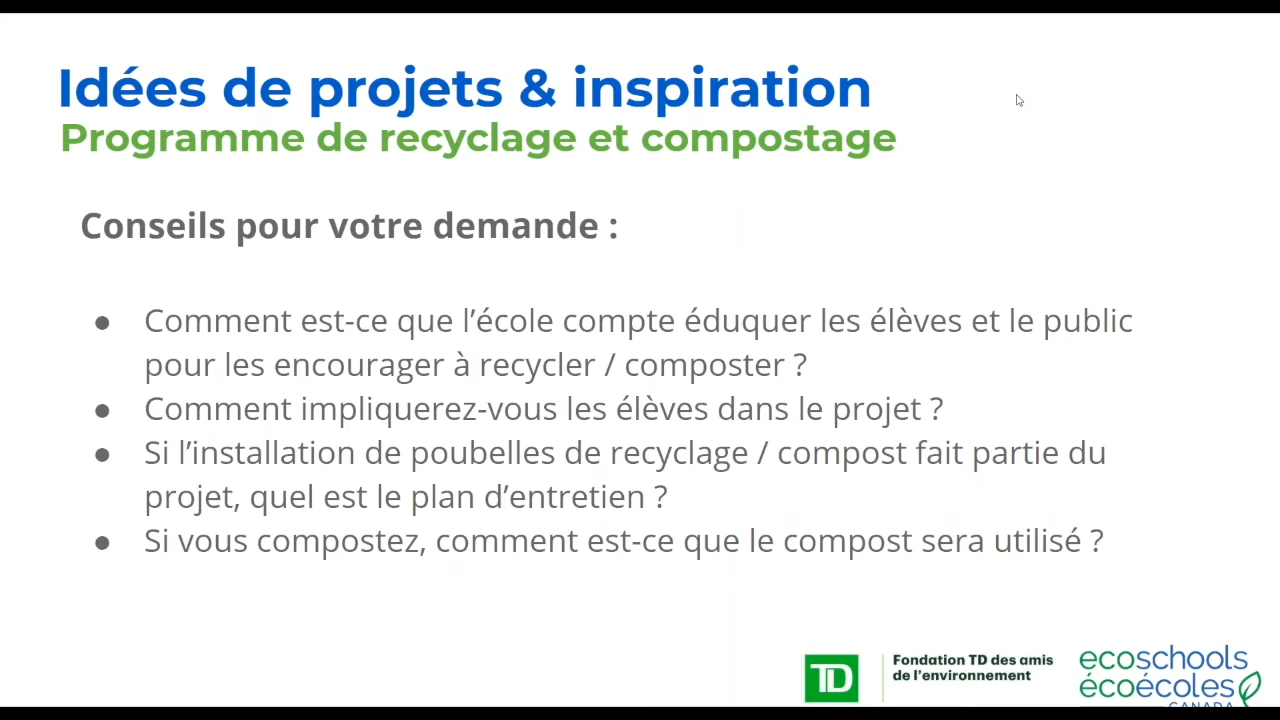 Idées de projets & inspiration
Programme de recyclage et compostage
Conseils pour votre demande :
● Comment est-ce que l’école compte éduquer les élèves et le public
pour les encourager à recycler / composter ?
● Comment impliquerez-vous les élèves dans le projet ?
● Si l’installation de poubelles de recyclage / compost fait partie du
projet, quel est le plan d’entretien ?
● Si vous compostez, comment est-ce que le compost sera utilisé ?
TD
Fondation TD des amis
de l’environnement
ecoschools
écoécoles
CANADA